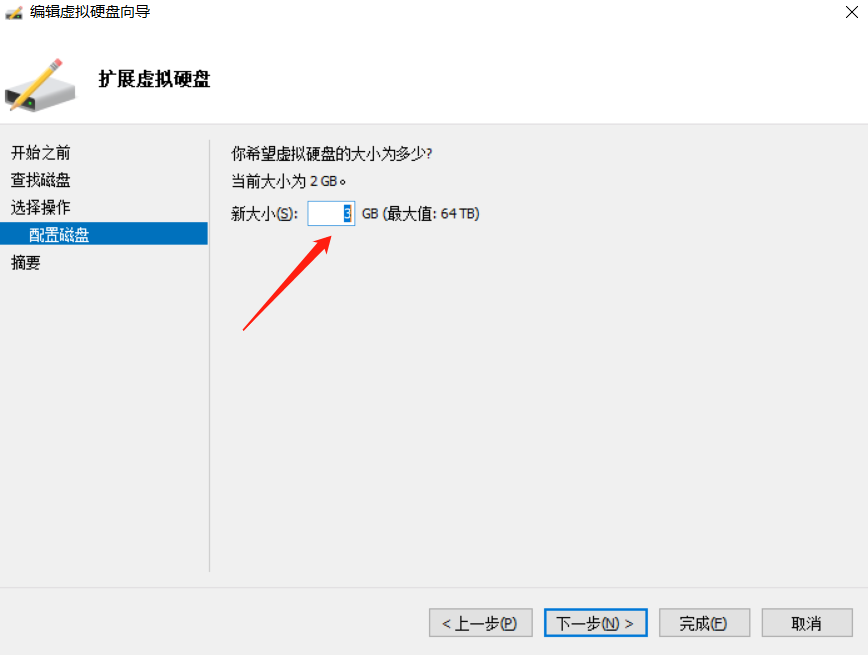 编辑虚拟硬盘向导
扩展虚拟硬盘
开始之前
查找磁盘
选择操作
配置磁盘
摘要
你希望虚拟硬盘的大小为多少?
当前大小为 2 GB。
新大小(S): 3 GB (最大值: 64 TB)
< 上一步(P) 下一步(N) > 完成(F) 取消